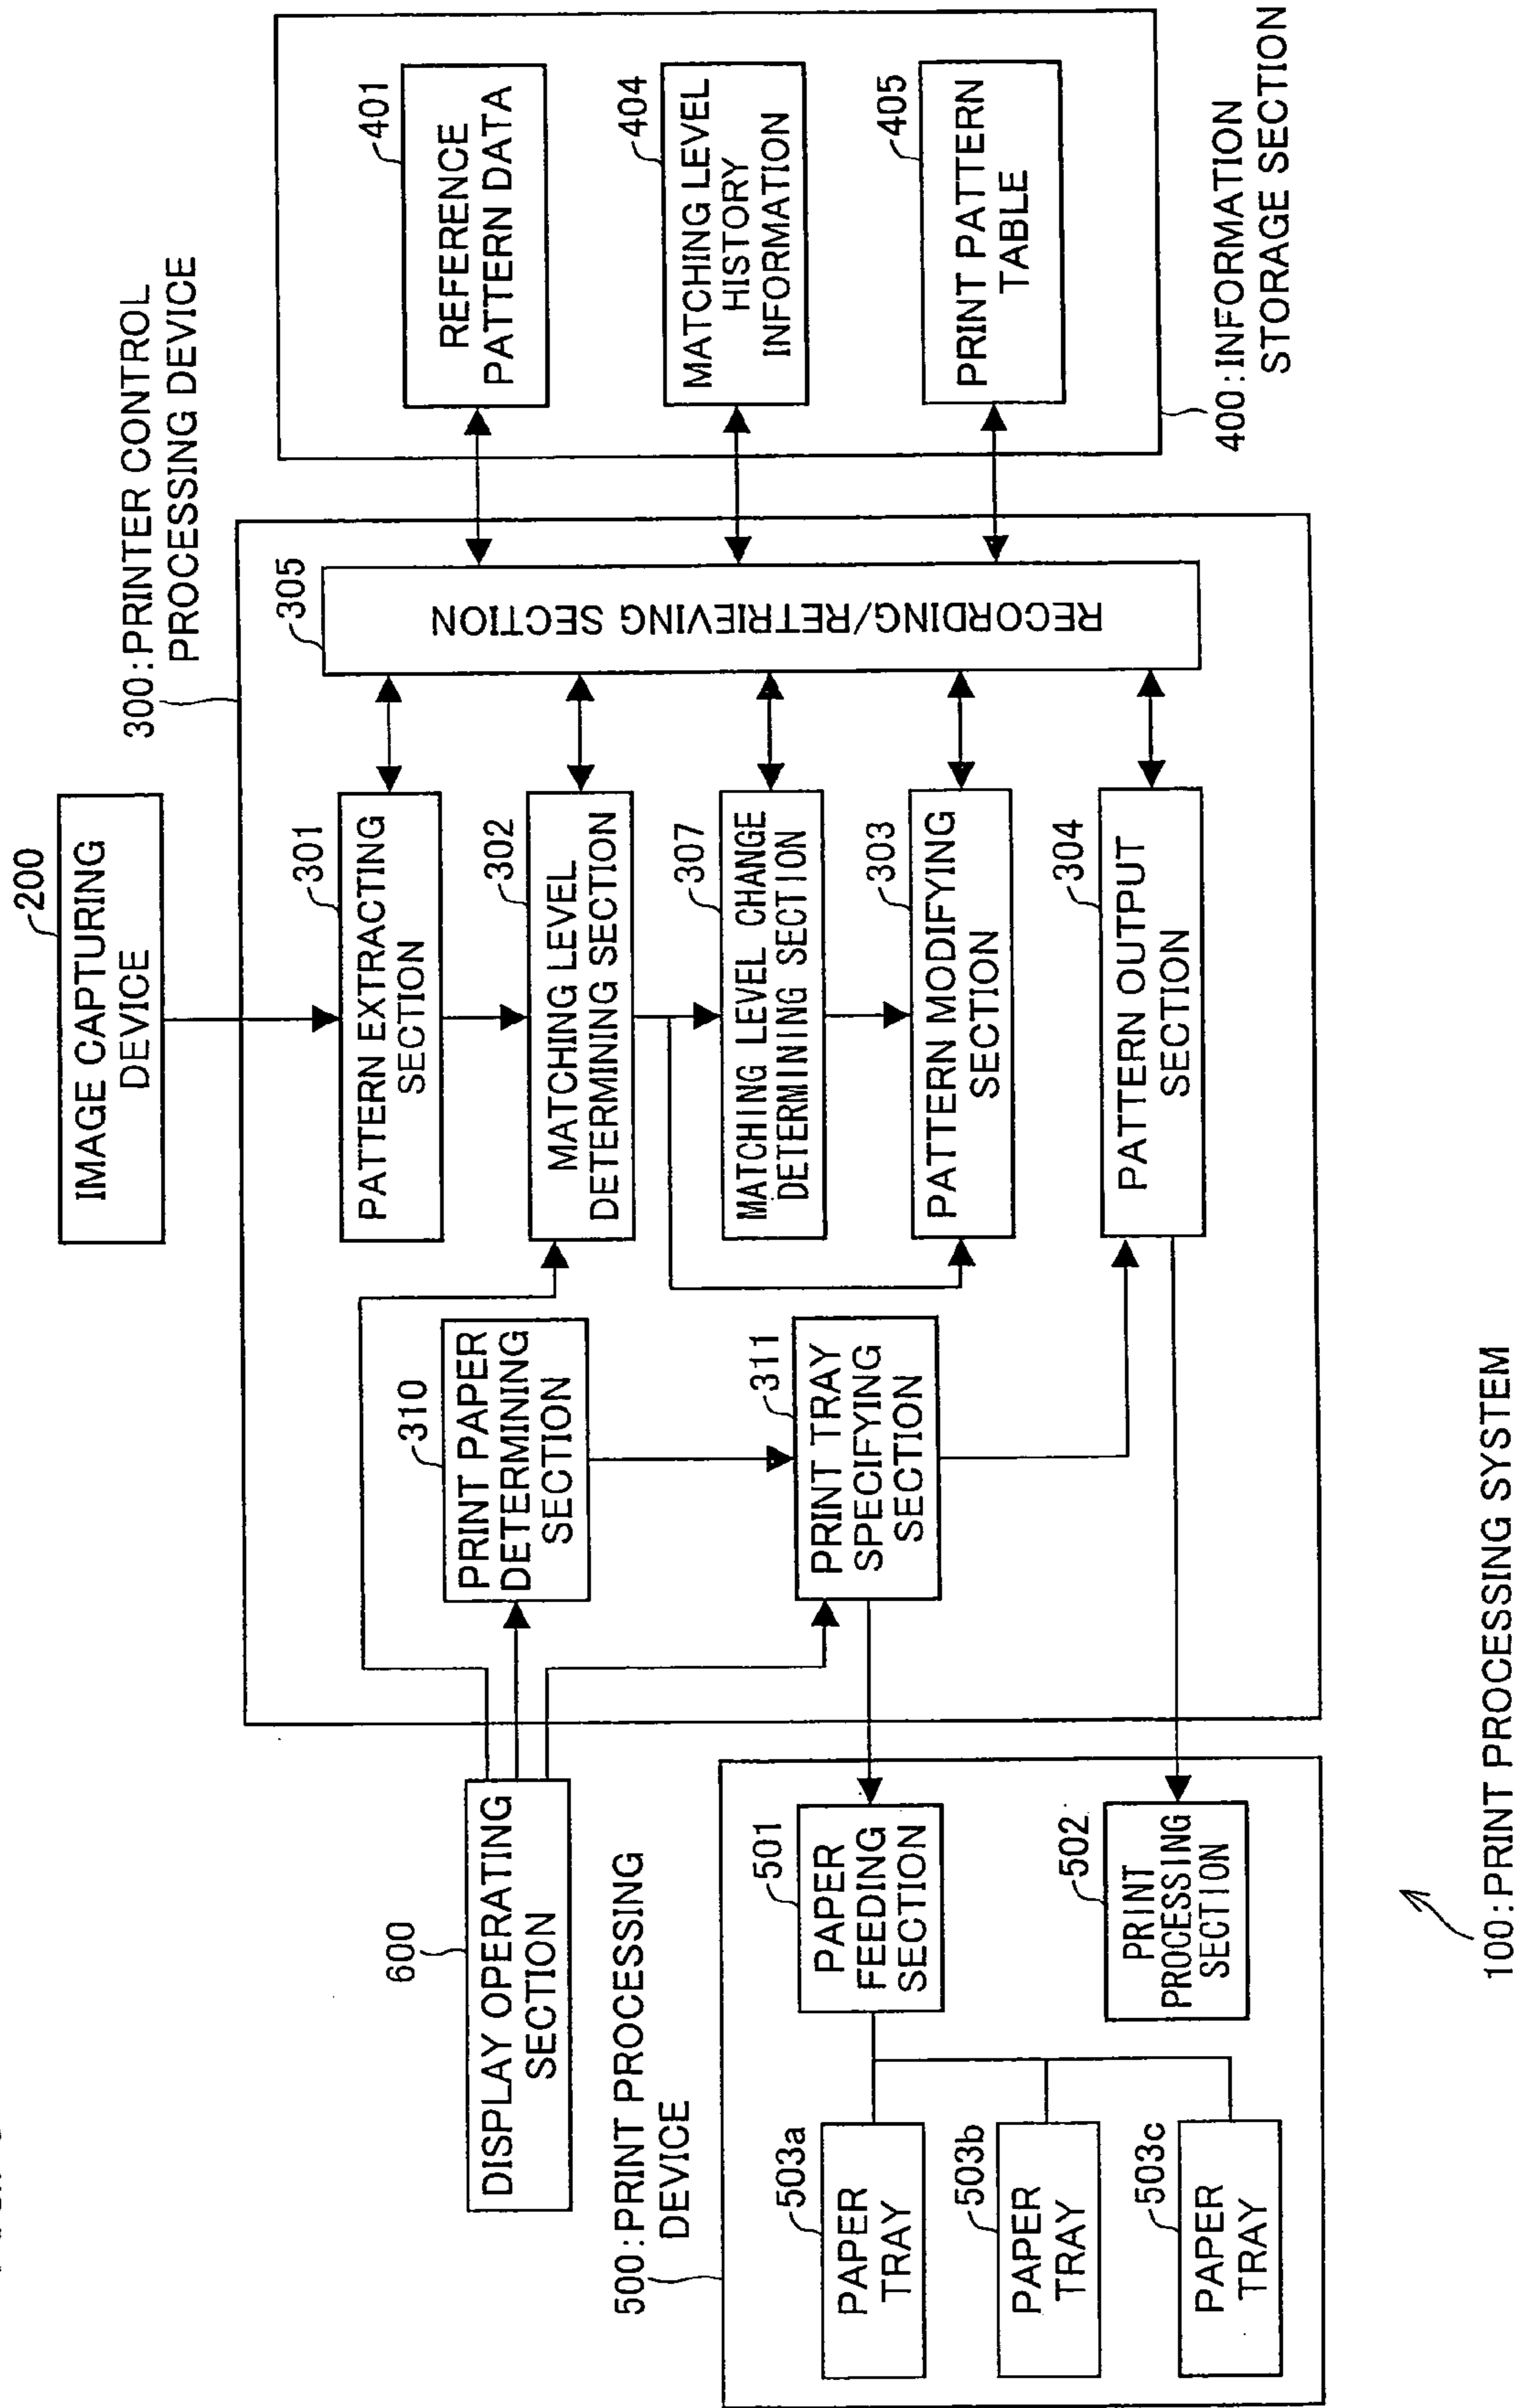 200
IMAGE CAPTURING
DEVICE
300:PRINTER CONTROL
PROCESSING DEVICE
600
DISPLAY OPERATING
SECTION
310
PRINT PAPER
DETERMINING
SECTION
311
PRINT TRAY
SPECIFYING
SECTION
301
PATTERN EXTRACTING
SECTION
302
MATCHING LEVEL
DETERMINING SECTION
307
MATCHING LEVEL CHANGE
DETERMINING SECTION
303
PATTERN MODIFYING
SECTION
304
PATTERN OUTPUT
SECTION
305
RECORDING/RETRIEVING SECTION
401
REFERENCE
PATTERN DATA
404
MATCHING LEVEL
HISTORY
INFORMATION
405
PRINT PATTERN
TABLE
400:INFORMATION
STORAGE SECTION
500:PRINT PROCESSING
DEVICE
501
PAPER
FEEDING
SECTION
502
PRINT
PROCESSING
SECTION
503a
PAPER
TRAY
503b
PAPER
TRAY
503c
PAPER
TRAY
100:PRINT PROCESSING SYSTEM